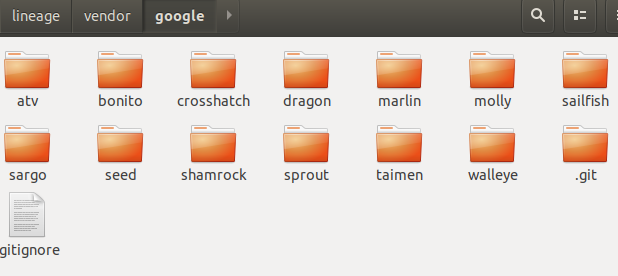 lineage vendor google
atv bonito crosshatch dragon marlin molly sailfish
sargo seed shamrock sprout taimen walleye .git
gitignore